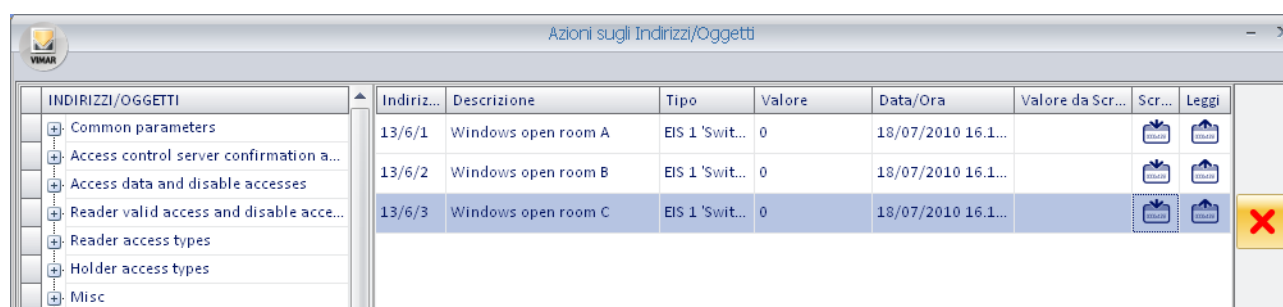 Azioni sugli Indirizzi/Oggetti
VIMAR
INDIRIZZI/OGGETTI
Common parameters
Access control server confirmation a...
Access data and disable accesses
Reader valid access and disable acce...
Reader access types
Holder access types
Misc
Indiriz... Descrizione Tipo Valore Data/Ora Valore da Scr... Scr... Leggi
13/6/1 Windows open room A EIS 1 'Swit... 0 18/07/2010 16.1...
13/6/2 Windows open room B EIS 1 'Swit... 0 18/07/2010 16.1...
13/6/3 Windows open room C EIS 1 'Swit... 0 18/07/2010 16.1...